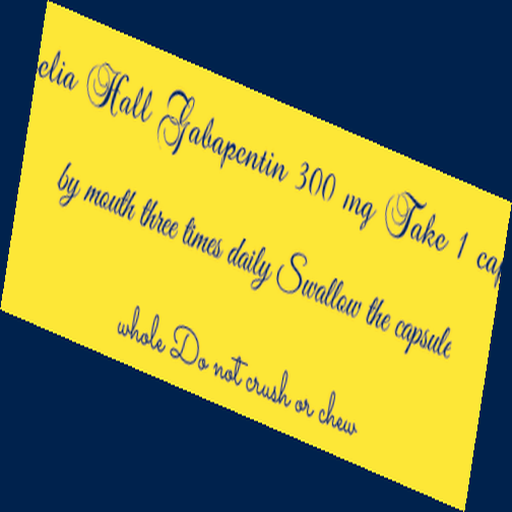 Hall Gabapentin 300 mg Take 1
by mouth three times daily Swallow the capsule
whole Do not crush or chew